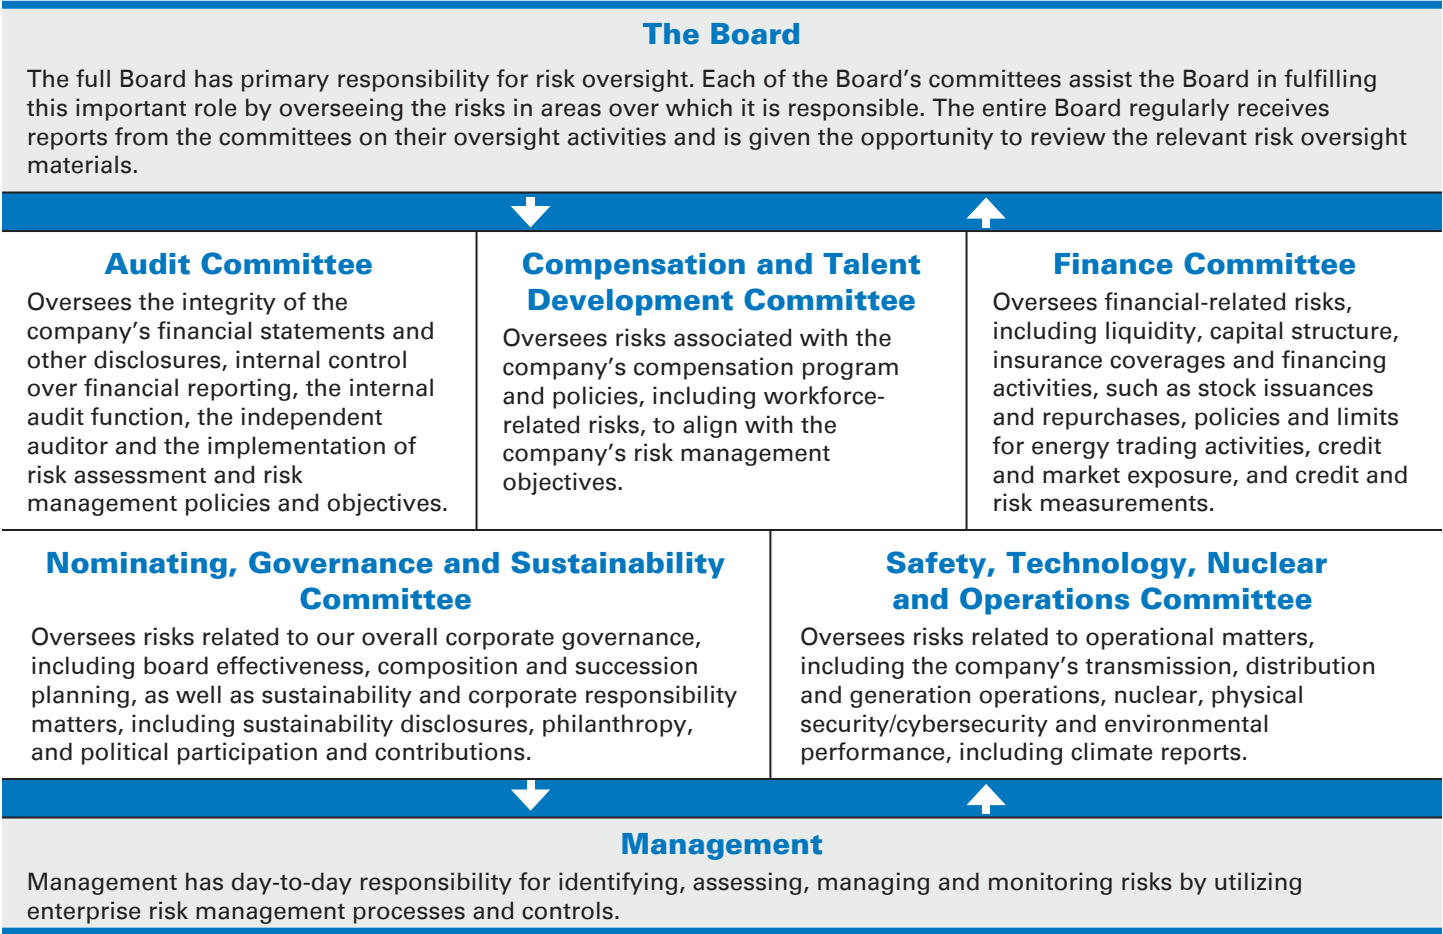 The Board
The full Board has primary responsibility for risk oversight. Each of the Board's committees assist the Board in fulfilling
this important role by overseeing the risks in areas over which it is responsible. The entire Board regularly receives
reports from the committees on their oversight activities and is given the opportunity to review the relevant risk oversight
materials.
Audit Committee
Oversees the integrity of the
company's financial statements and
other disclosures, internal control
over financial reporting, the internal
audit function, the independent
auditor and the implementation of
risk assessment and risk
management policies and objectives.
Compensation and Talent
Development Committee
Oversees risks associated with the
company's compensation program
and policies, including workforce-
related risks, to align with the
company's risk management
objectives.
Finance Committee
Oversees financial-related risks,
including liquidity, capital structure,
insurance coverages and financing
activities, such as stock issuances
and repurchases, policies and limits
for energy trading activities, credit
and market exposure, and credit and
risk measurements.
Nominating, Governance and Sustainability
Committee
Oversees risks related to our overall corporate governance,
including board effectiveness, composition and succession
planning, as well as sustainability and corporate responsibility
matters, including sustainability disclosures, philanthropy,
and political participation and contributions.
Safety, Technology, Nuclear
and Operations Committee
Oversees risks related to operational matters,
including the company's transmission, distribution
and generation operations, nuclear, physical
security/cybersecurity and environmental
performance, including climate reports.
Management
Management has day-to-day responsibility for identifying, assessing, managing and monitoring risks by utilizing
enterprise risk management processes and controls.